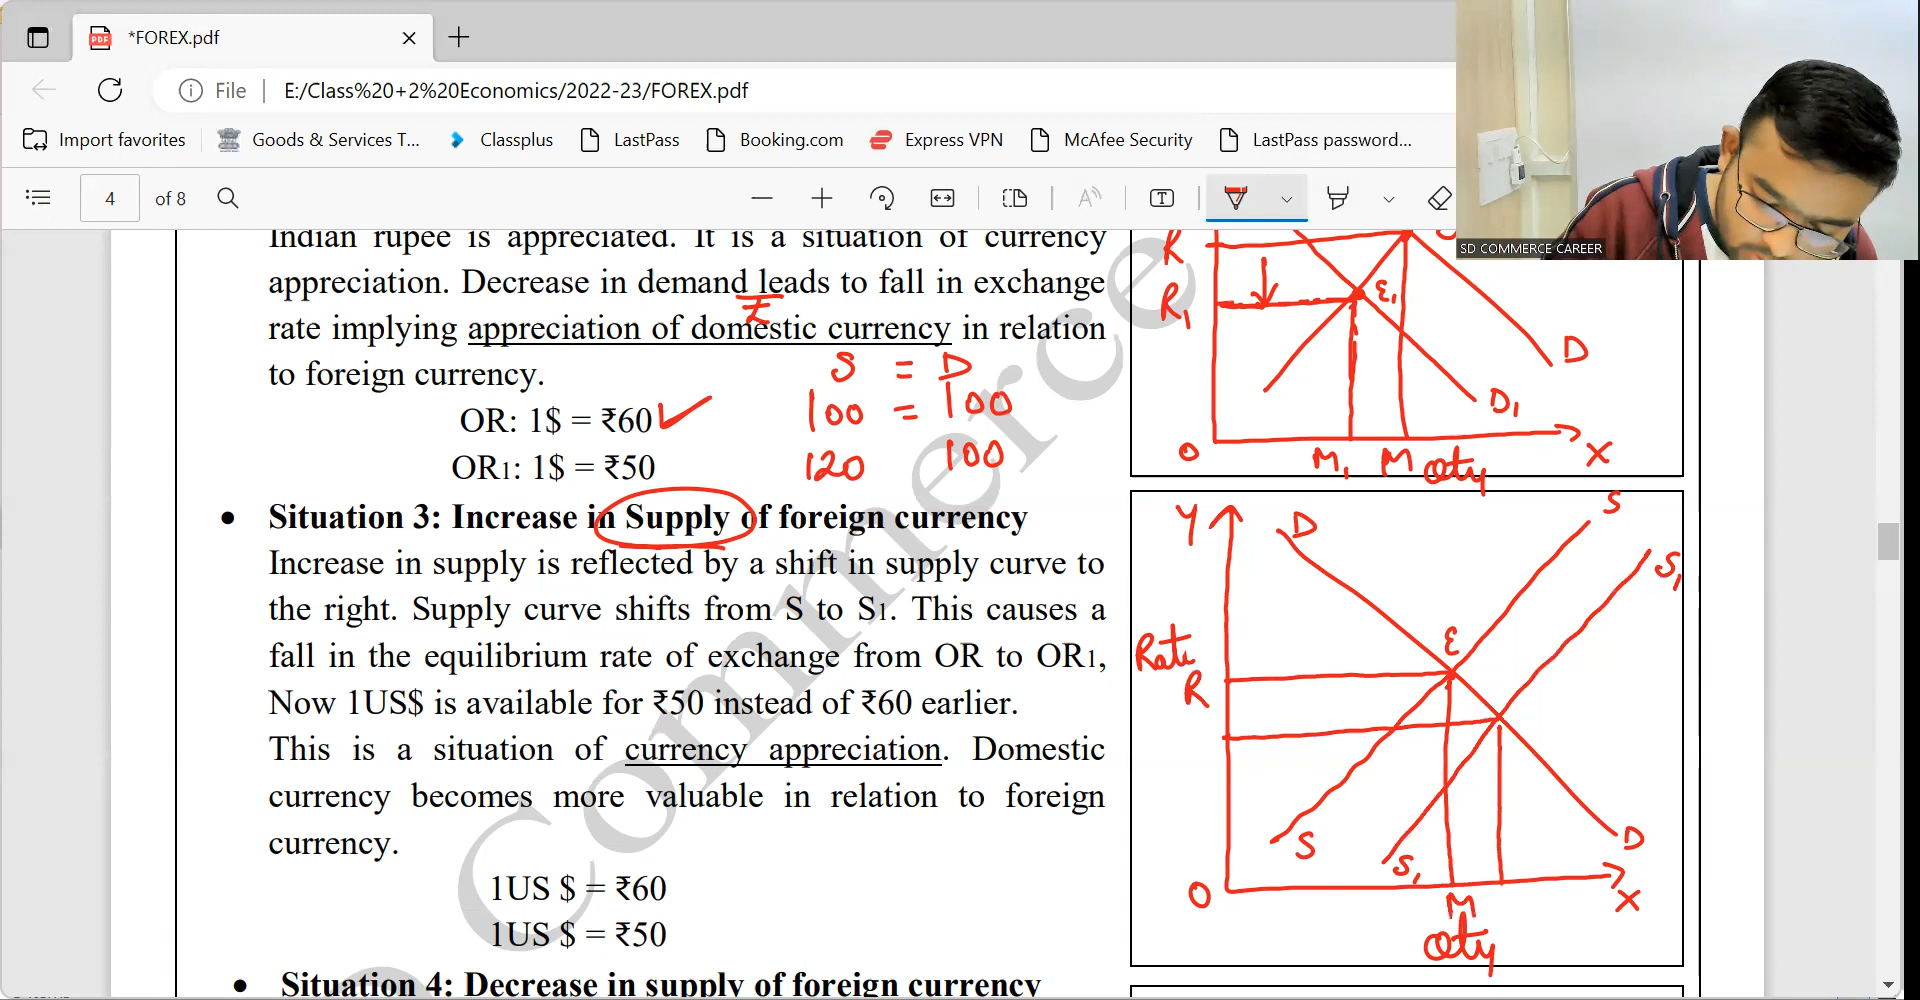 *FOREX.pdf
File
E:/Class%20+2%20Economics/2022-23/FOREX.pdf
Import favorites
Goods & Services T...
Classplus
LastPass
Booking.com
Express VPN
McAfee Security
LastPass password...
4 of 8
SD COMMERCE CAREER
Indian rupee is appreciated. It is a situation of currency
appreciation. Decrease in demand leads to fall in exchange
₹
rate implying appreciation of domestic currency in relation
to foreign currency.
S = D
OR: 1$ = ₹60
100 = 100
OR1: 1$ = ₹50
120 100
• Situation 3: Increase in Supply of foreign currency
Increase in supply is reflected by a shift in supply curve to
the right. Supply curve shifts from S to S1. This causes a
fall in the equilibrium rate of exchange from OR to OR1,
Now 1US$ is available for ₹50 instead of ₹60 earlier.
This is a situation of currency appreciation. Domestic
currency becomes more valuable in relation to foreign
currency.
1US $ = ₹60
1US $ = ₹50
• Situation 4: Decrease in supply of foreign currency
Commerce
R
R1
E1
D
D1
O
M1 M Qty X
Y
D
S
S1
E
Rate
R
S
S1
D
O
M
X
Qty